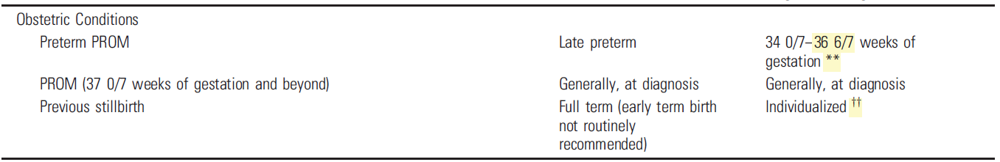 Obstetric Conditions
Preterm PROM Late preterm 34 0/7–36 6/7 weeks of
gestation **
PROM (37 0/7 weeks of gestation and beyond) Generally, at diagnosis Generally, at diagnosis
Previous stillbirth Full term (early term birth Individualized ††
not routinely
recommended)